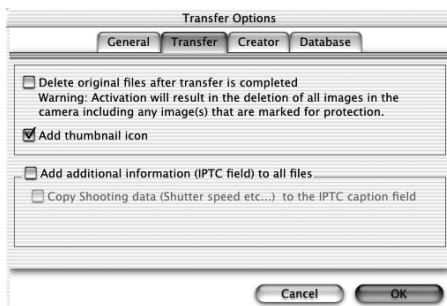 Transfer Options
General Transfer Creator Database
Delete original files after transfer is completed
Warning: Activation will result in the deletion of all images in the
camera including any image(s) that are marked for protection.
Add thumbnail icon
Add additional information (IPTC field) to all files
Copy Shooting data (Shutter speed etc...) to the IPTC caption field
Cancel OK